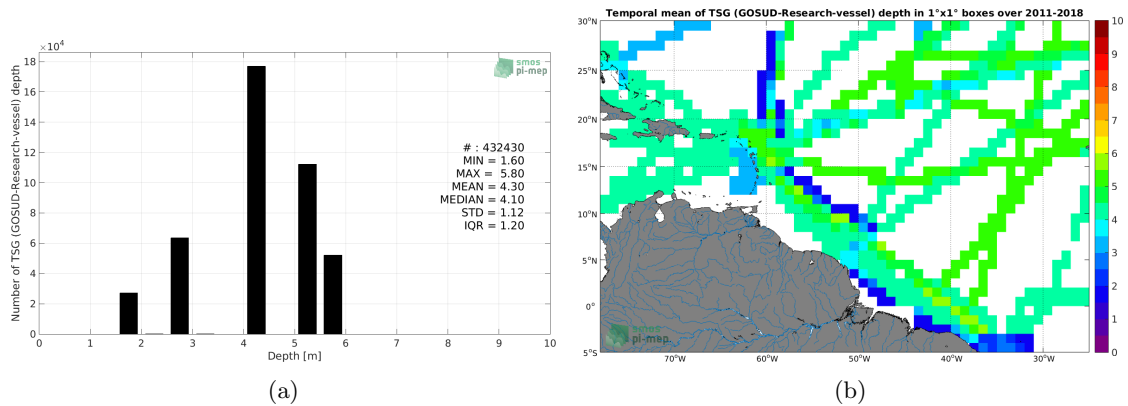 ×10⁴
18
16
14
12
10
8
6
4
2
0
Number of TSG (GOSUD-Research-vessel) depth
0 1 2 3 4 5 6 7 8 9 10
Depth [m]
smos
pi-mep
# : 432430
MIN = 1.60
MAX = 5.80
MEAN = 4.30
MEDIAN = 4.10
STD = 1.12
IQR = 1.20
(a)
Temporal mean of TSG (GOSUD-Research-vessel) depth in 1°x1° boxes over 2011-2018
30°N
25°N
20°N
15°N
10°N
5°N
0°
5°S
70°W 60°W 50°W 40°W 30°W
smos
pi-mep
10
9
8
7
6
5
4
3
2
1
0
(b)